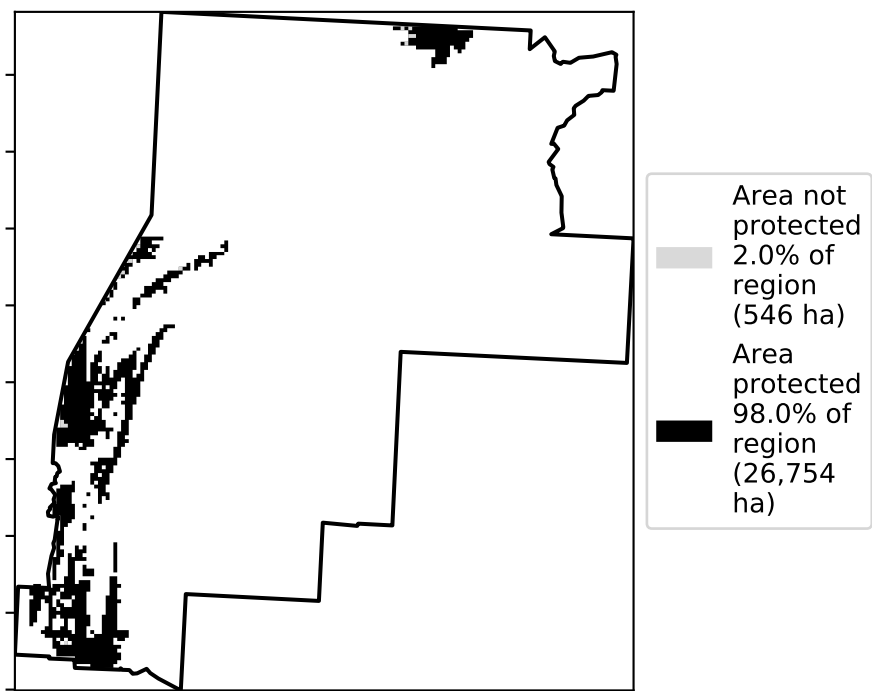 Area not
protected
2.0% of
region
(546 ha)
Area
protected
98.0% of
region
(26,754
ha)